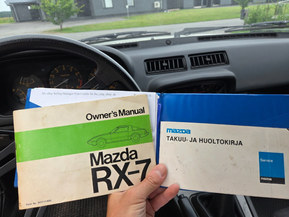 Owner's Manual
Mazda
RX-7
mazda
TAKUU- JA HUOLTOKIRJA
Service